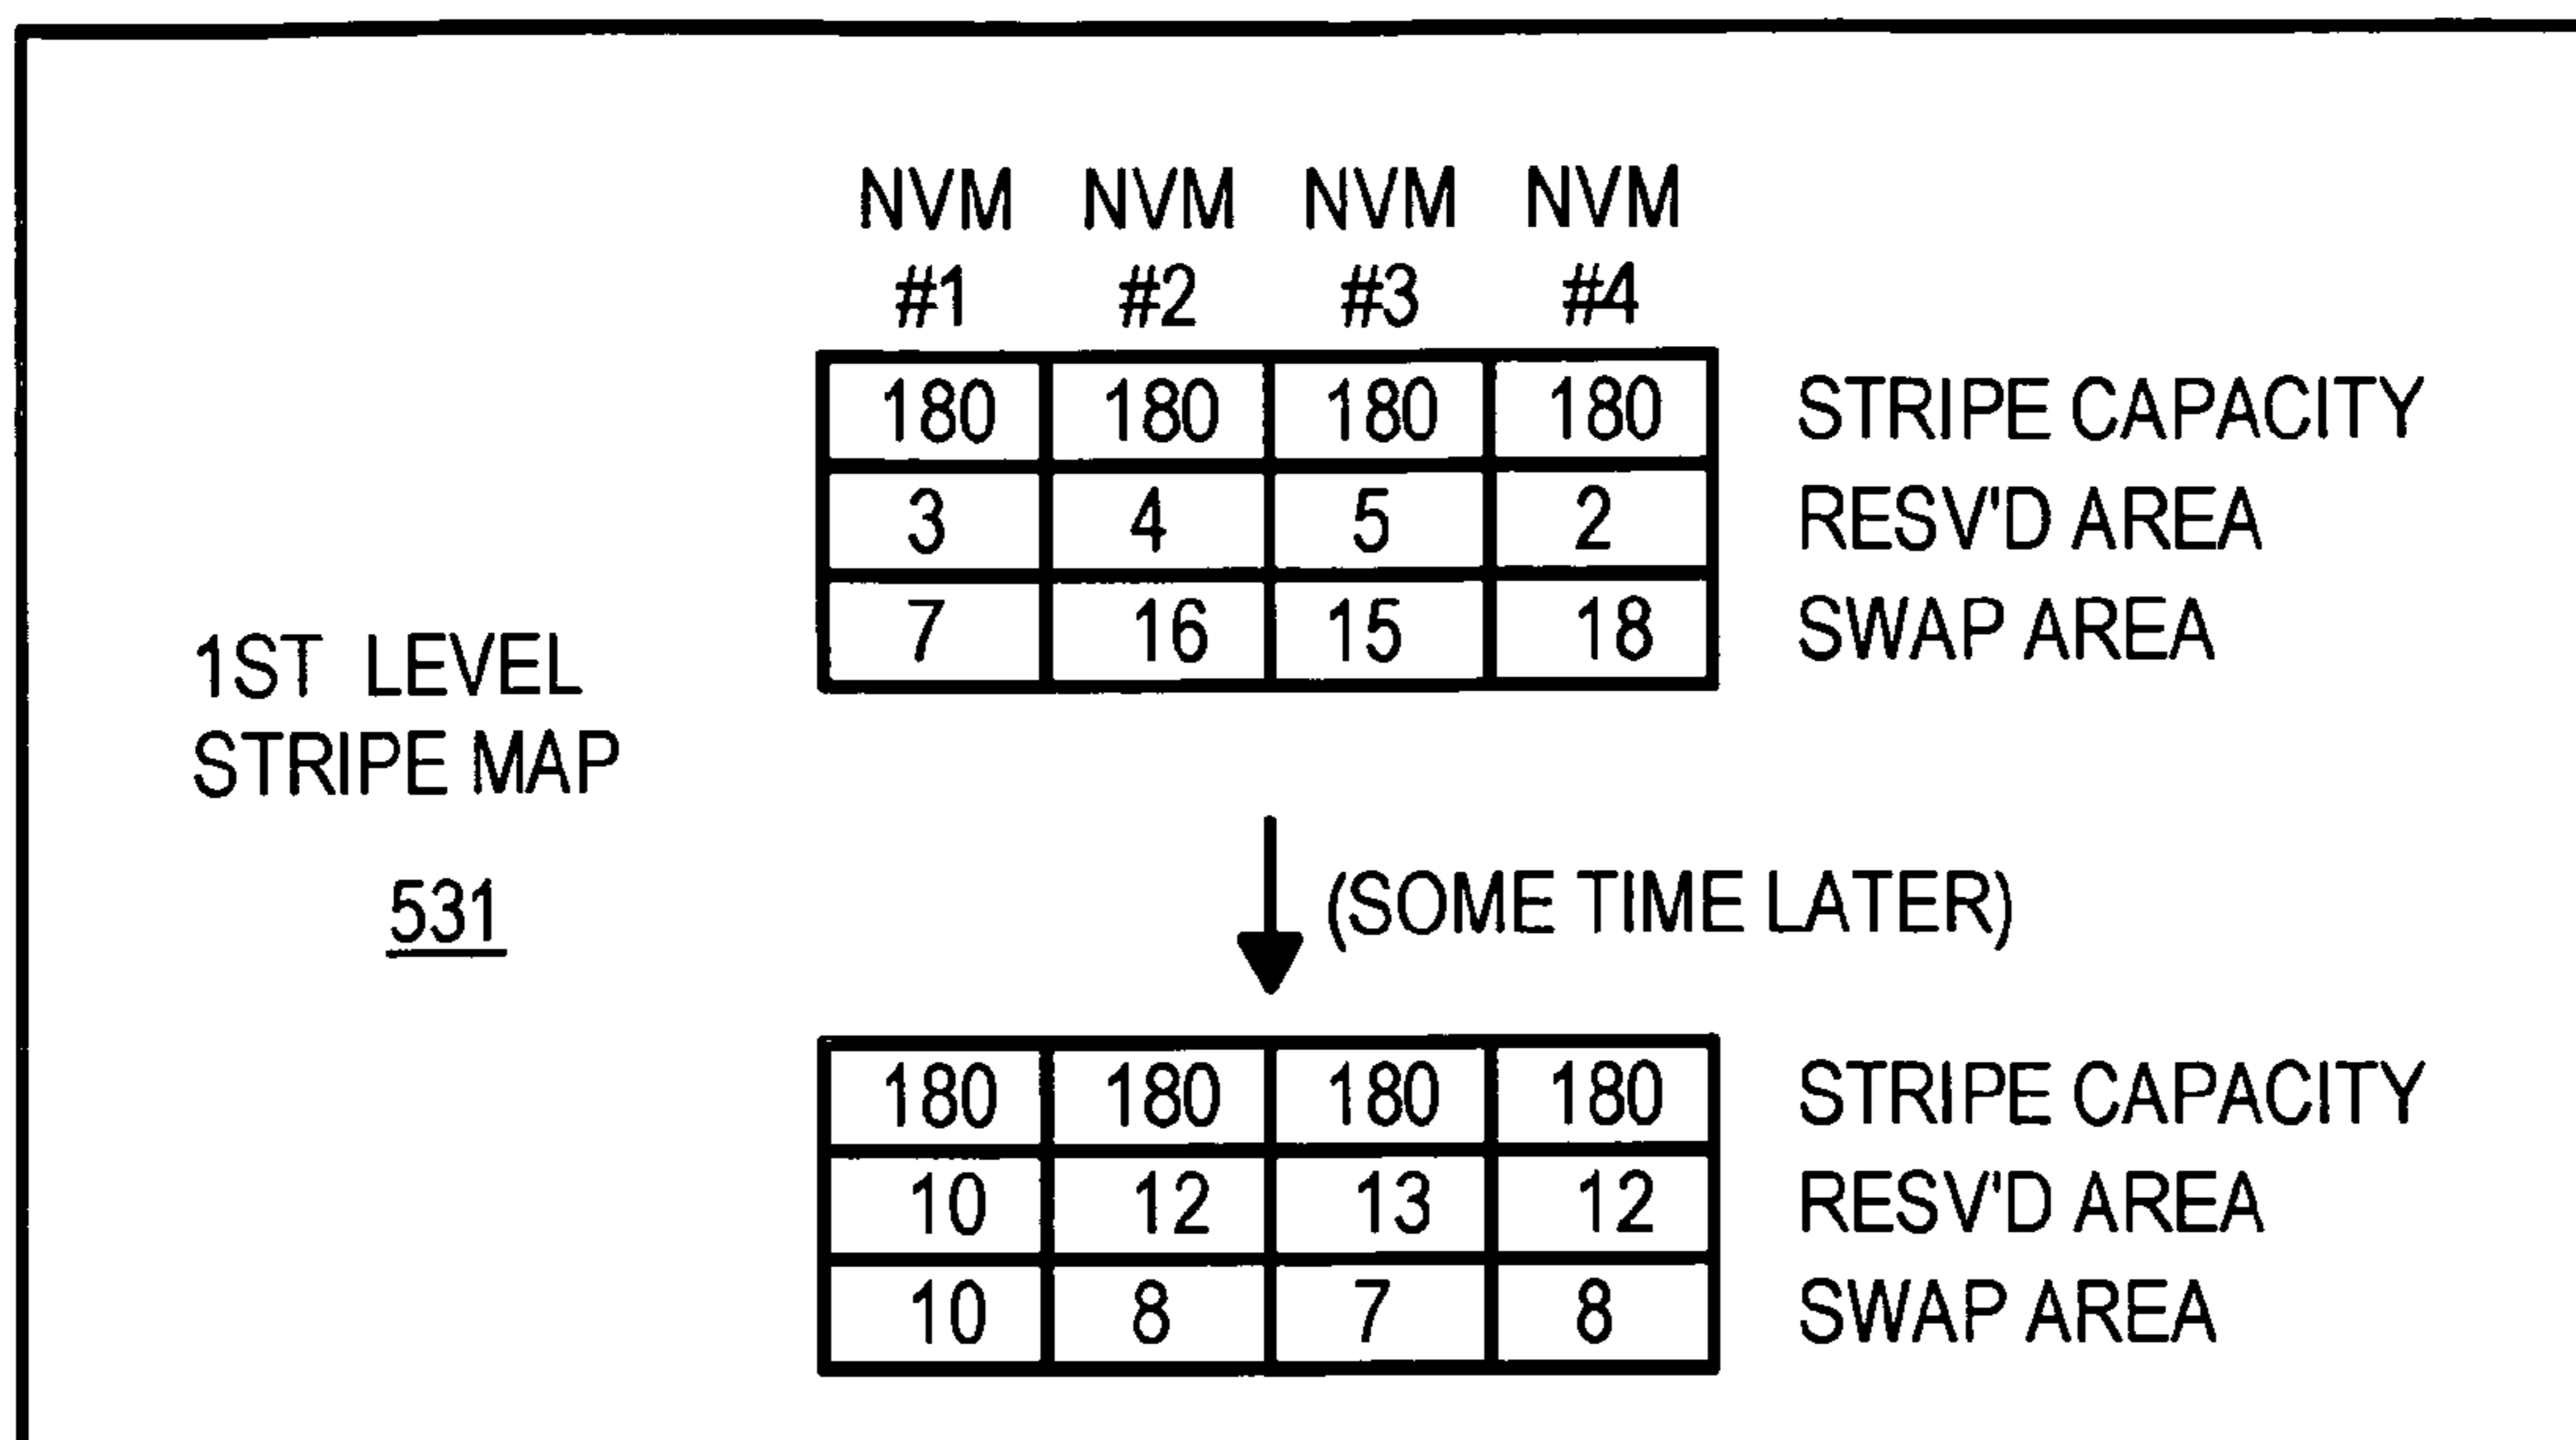 NVM NVM NVM NVM
#1 #2 #3 #4
180 180 180 180 STRIPE CAPACITY
3 4 5 2 RESV'D AREA
7 16 15 18 SWAP AREA
1ST LEVEL
STRIPE MAP
531
(SOME TIME LATER)
180 180 180 180 STRIPE CAPACITY
10 12 13 12 RESV'D AREA
10 8 7 8 SWAP AREA